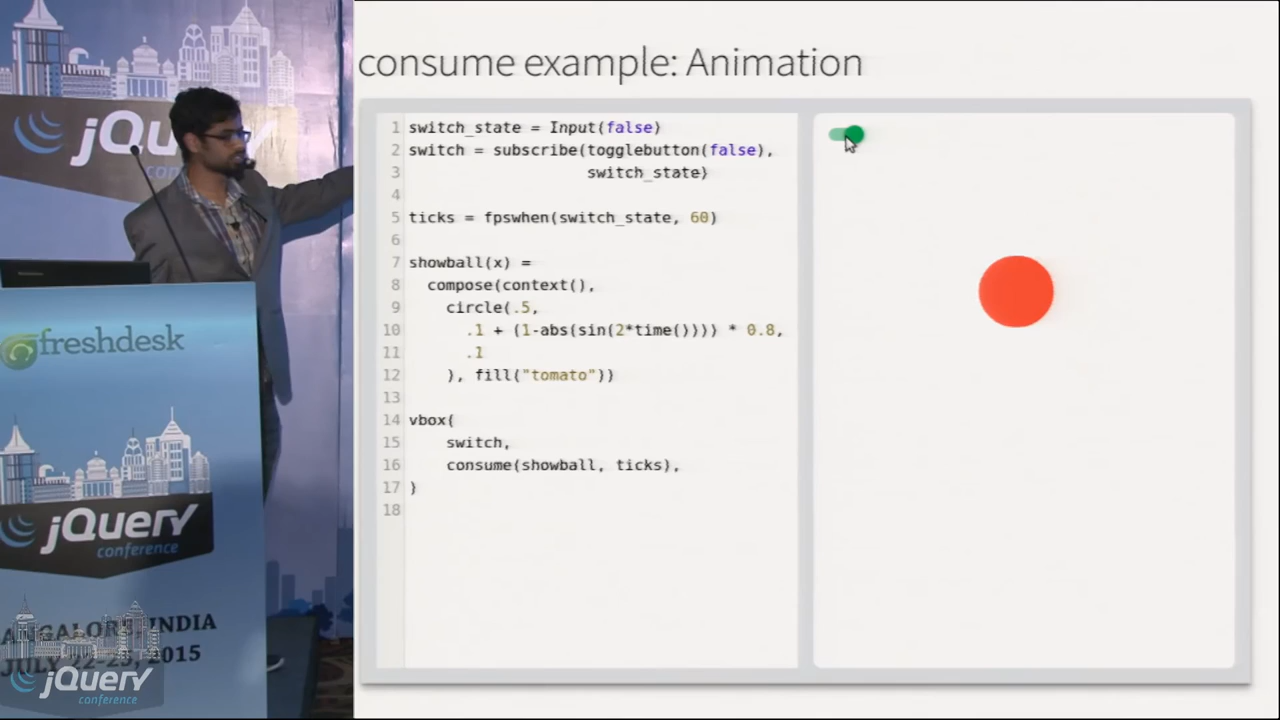 consume example: Animation
1 switch_state = Input(false)
2 switch = subscribe(togglebutton(false),
3 switch_state)
4
5 ticks = fpswhen(switch_state, 60)
6
7 showball(x) =
8 compose(context(),
9 circle(.5,
10 .1 + (1-abs(sin(2*time()))) * 0.8,
11 .1
12 ), fill("tomato"))
13
14 vbox(
15 switch,
16 consume(showball, ticks),
17 )
18
jQuery
freshdesk
jQuery
conference
ANGALORE, INDIA
JULY 22-23, 2015
jQuery
conference